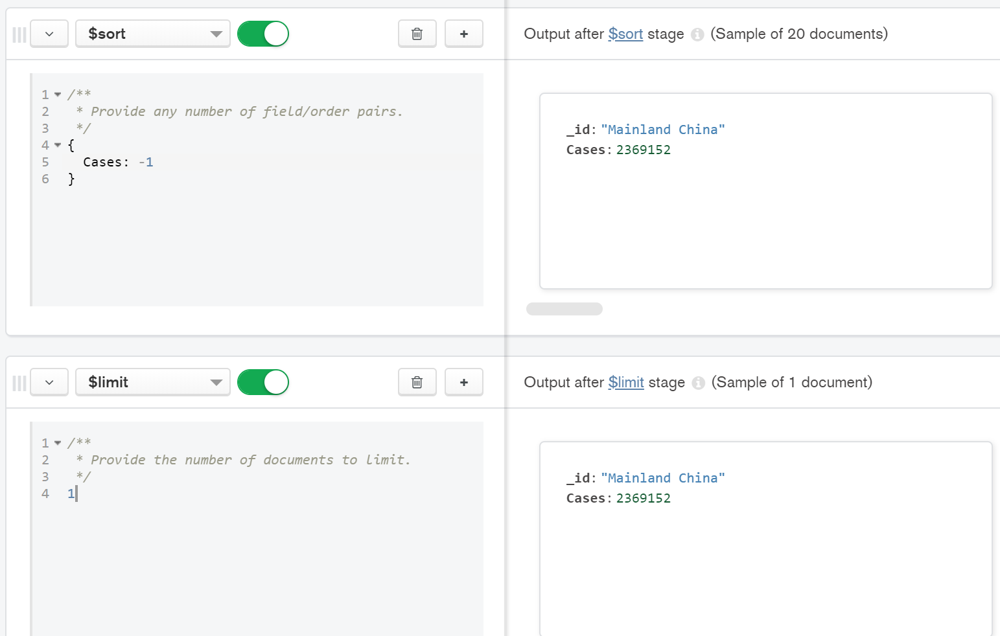 $sort
Output after $sort stage (Sample of 20 documents)
1 /**
2 * Provide any number of field/order pairs.
3 */
4 {
5 Cases: -1
6 }
_id: "Mainland China"
Cases: 2369152
$limit
Output after $limit stage (Sample of 1 document)
1 /**
2 * Provide the number of documents to limit.
3 */
4 1
_id: "Mainland China"
Cases: 2369152